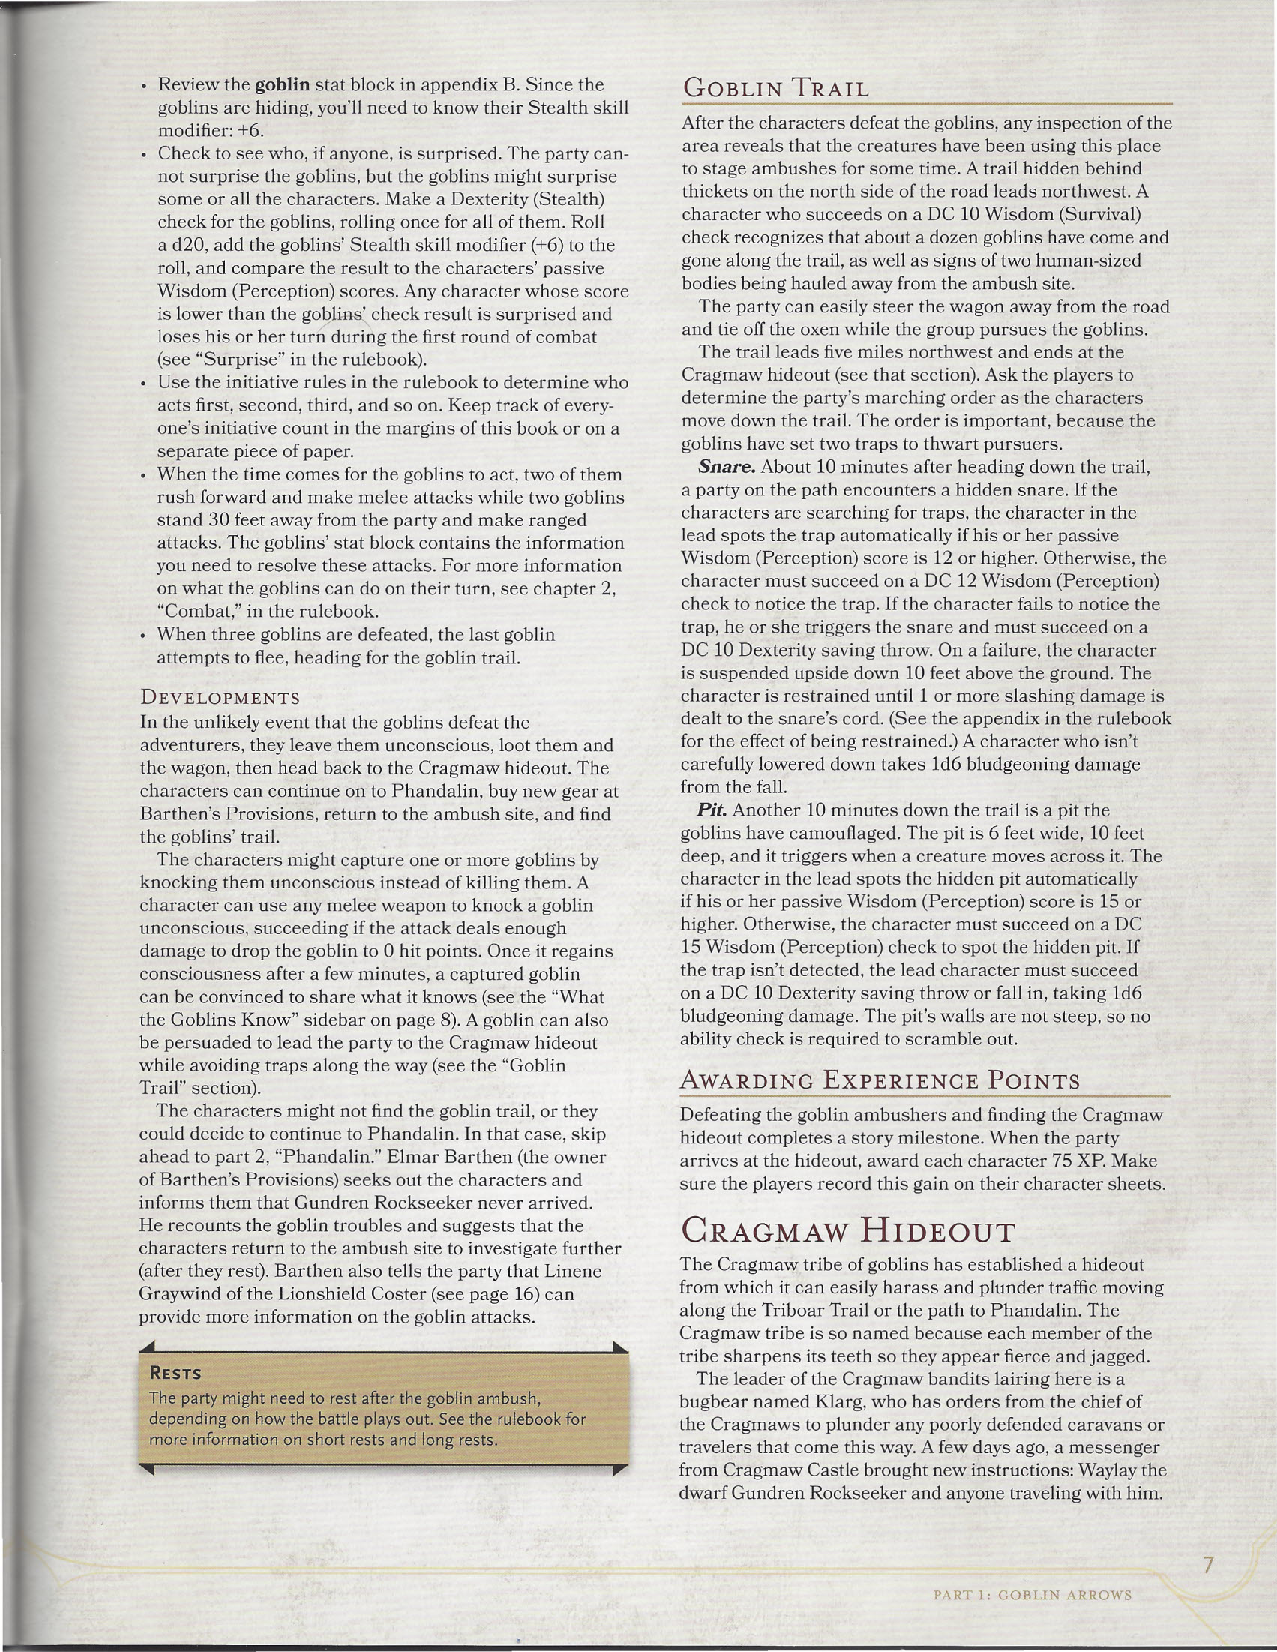 • Review the goblin stat block in appendix B. Since the
goblins are hiding, you'll need to know their Stealth skill
modifier: +6.
• Check to see who, if anyone, is surprised. The party can-
not surprise the goblins, but the goblins might surprise
some or all the characters. Make a Dexterity (Stealth)
check for the goblins, rolling once for all of them. Roll
a d20, add the goblins' Stealth skill modifier (+6) to the
roll, and compare the result to the characters' passive
Wisdom (Perception) scores. Any character whose score
is lower than the goblins' check result is surprised and
loses his or her turn during the first round of combat
(see “Surprise” in the rulebook).
• Use the initiative rules in the rulebook to determine who
acts first, second, third, and so on. Keep track of every-
one's initiative count in the margins of this book or on a
separate piece of paper.
• When the time comes for the goblins to act, two of them
rush forward and make melee attacks while two goblins
stand 30 feet away from the party and make ranged
attacks. The goblins' stat block contains the information
you need to resolve these attacks. For more information
on what the goblins can do on their turn, see chapter 2,
“Combat,” in the rulebook.
• When three goblins are defeated, the last goblin
attempts to flee, heading for the goblin trail.
DEVELOPMENTS
In the unlikely event that the goblins defeat the
adventurers, they leave them unconscious, loot them and
the wagon, then head back to the Cragmaw hideout. The
characters can continue on to Phandalin, buy new gear at
Barthen's Provisions, return to the ambush site, and find
the goblins' trail.
The characters might capture one or more goblins by
knocking them unconscious instead of killing them. A
character can use any melee weapon to knock a goblin
unconscious, succeeding if the attack deals enough
damage to drop the goblin to 0 hit points. Once it regains
consciousness after a few minutes, a captured goblin
can be convinced to share what it knows (see the “What
the Goblins Know” sidebar on page 8). A goblin can also
be persuaded to lead the party to the Cragmaw hideout
while avoiding traps along the way (see the “Goblin
Trail” section).
The characters might not find the goblin trail, or they
could decide to continue to Phandalin. In that case, skip
ahead to part 2, “Phandalin.” Elmar Barthen (the owner
of Barthen's Provisions) seeks out the characters and
informs them that Gundren Rockseeker never arrived.
He recounts the goblin troubles and suggests that the
characters return to the ambush site to investigate further
(after they rest). Barthen also tells the party that Linene
Graywind of the Lionshield Coster (see page 16) can
provide more information on the goblin attacks.
RESTS
The party might need to rest after the goblin ambush,
depending on how the battle plays out. See the rulebook for
more information on short rests and long rests.
GOBLIN TRAIL
After the characters defeat the goblins, any inspection of the
area reveals that the creatures have been using this place
to stage ambushes for some time. A trail hidden behind
thickets on the north side of the road leads northwest. A
character who succeeds on a DC 10 Wisdom (Survival)
check recognizes that about a dozen goblins have come and
gone along the trail, as well as signs of two human-sized
bodies being hauled away from the ambush site.
The party can easily steer the wagon away from the road
and tie off the oxen while the group pursues the goblins.
The trail leads five miles northwest and ends at the
Cragmaw hideout (see that section). Ask the players to
determine the party's marching order as the characters
move down the trail. The order is important, because the
goblins have set two traps to thwart pursuers.
Snare. About 10 minutes after heading down the trail,
a party on the path encounters a hidden snare. If the
characters are searching for traps, the character in the
lead spots the trap automatically if his or her passive
Wisdom (Perception) score is 12 or higher. Otherwise, the
character must succeed on a DC 12 Wisdom (Perception)
check to notice the trap. If the character fails to notice the
trap, he or she triggers the snare and must succeed on a
DC 10 Dexterity saving throw. On a failure, the character
is suspended upside down 10 feet above the ground. The
character is restrained until 1 or more slashing damage is
dealt to the snare's cord. (See the appendix in the rulebook
for the effect of being restrained.) A character who isn't
carefully lowered down takes 1d6 bludgeoning damage
from the fall.
Pit. Another 10 minutes down the trail is a pit the
goblins have camouflaged. The pit is 6 feet wide, 10 feet
deep, and it triggers when a creature moves across it. The
character in the lead spots the hidden pit automatically
if his or her passive Wisdom (Perception) score is 15 or
higher. Otherwise, the character must succeed on a DC
15 Wisdom (Perception) check to spot the hidden pit. If
the trap isn't detected, the lead character must succeed
on a DC 10 Dexterity saving throw or fall in, taking 1d6
bludgeoning damage. The pit's walls are not steep, so no
ability check is required to scramble out.
AWARDING EXPERIENCE POINTS
Defeating the goblin ambushers and finding the Cragmaw
hideout completes a story milestone. When the party
arrives at the hideout, award each character 75 XP. Make
sure the players record this gain on their character sheets.
CRAGMAW HIDEOUT
The Cragmaw tribe of goblins has established a hideout
from which it can easily harass and plunder traffic moving
along the Triboar Trail or the path to Phandalin. The
Cragmaw tribe is so named because each member of the
tribe sharpens its teeth so they appear fierce and jagged.
The leader of the Cragmaw bandits lairing here is a
bugbear named Klarg, who has orders from the chief of
the Cragmaws to plunder any poorly defended caravans or
travelers that come this way. A few days ago, a messenger
from Cragmaw Castle brought new instructions: Waylay the
dwarf Gundren Rockseeker and anyone traveling with him.
7
PART 1: GOBLIN ARROWS